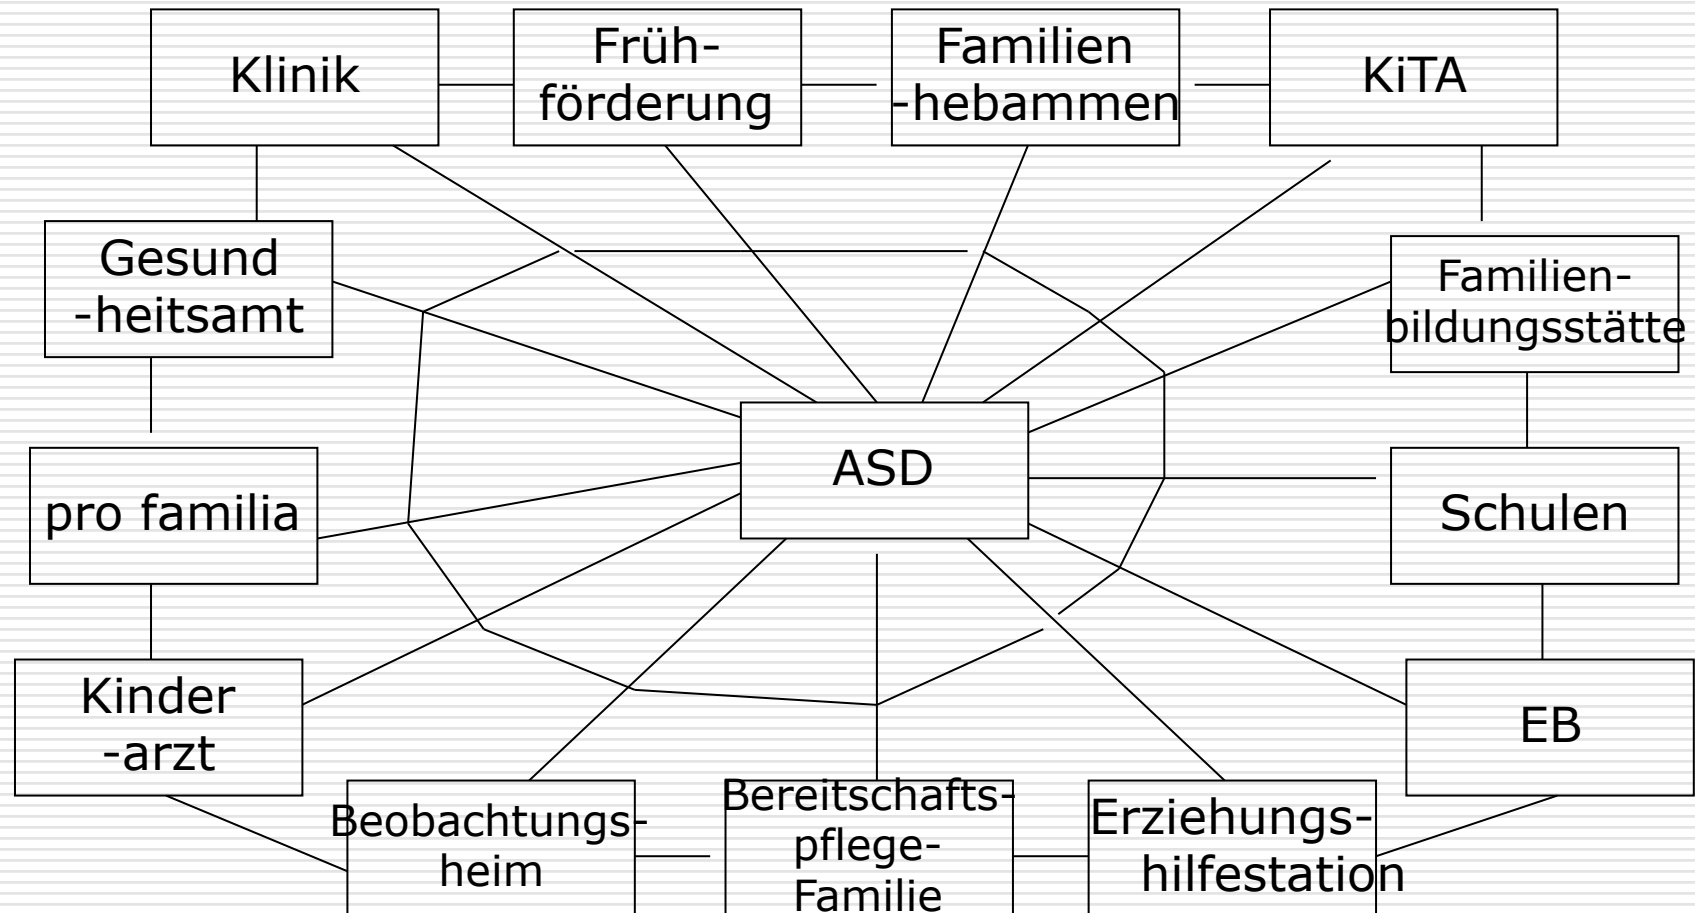 Klinik
Früh-
förderung
Familien
-hebammen
KiTA
Gesund
-heitsamt
Familien-
bildungsstätte
ASD
pro familia
Schulen
Kinder
-arzt
EB
Beobachtungs-
heim
Bereitschafts-
pflege-
Familie
Erziehungs-
hilfestation